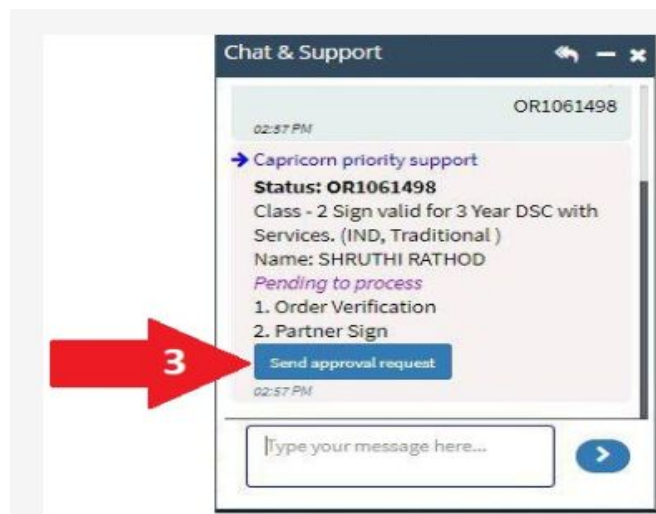 Chat & Support
OR1061498
02:57 PM
Capricorn priority support
Status: OR1061498
Class - 2 Sign valid for 3 Year DSC with
Services. (IND, Traditional )
Name: SHRUTHI RATHOD
Pending to process
1. Order Verification
2. Partner Sign
3
Send approval request
02:57 PM
Type your message here...